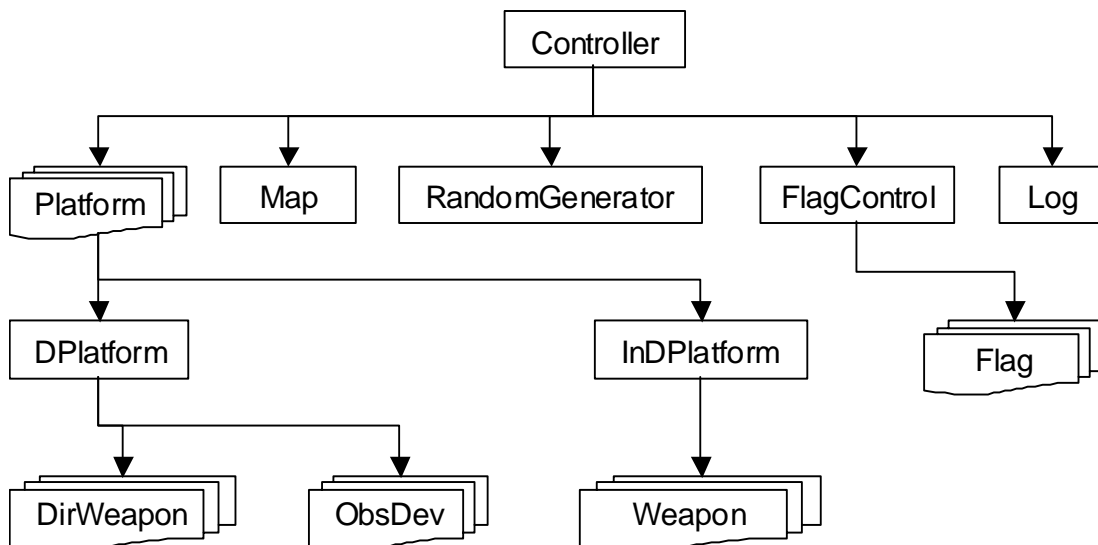 Controller
Platform
Map
RandomGenerator
FlagControl
Log
DPlatform
InDPlatform
Flag
DirWeapon
ObsDev
Weapon